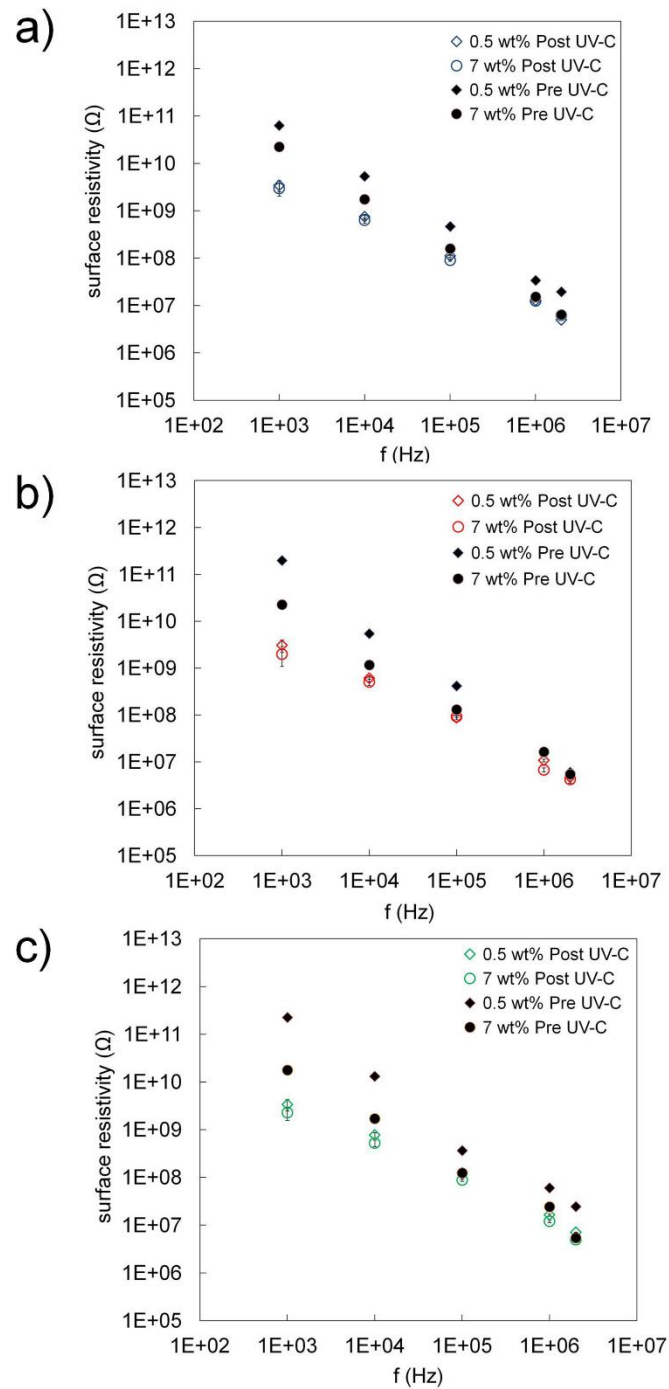 a)
1E+13
1E+12
1E+11
1E+10
1E+09
1E+08
1E+07
1E+06
1E+05
surface resistivity (Ω)
0.5 wt% Post UV-C
7 wt% Post UV-C
0.5 wt% Pre UV-C
7 wt% Pre UV-C
1E+02 1E+03 1E+04 1E+05 1E+06 1E+07
f (Hz)
b)
1E+13
1E+12
1E+11
1E+10
1E+09
1E+08
1E+07
1E+06
1E+05
surface resistivity (Ω)
0.5 wt% Post UV-C
7 wt% Post UV-C
0.5 wt% Pre UV-C
7 wt% Pre UV-C
1E+02 1E+03 1E+04 1E+05 1E+06 1E+07
f (Hz)
c)
1E+13
1E+12
1E+11
1E+10
1E+09
1E+08
1E+07
1E+06
1E+05
surface resistivity (Ω)
0.5 wt% Post UV-C
7 wt% Post UV-C
0.5 wt% Pre UV-C
7 wt% Pre UV-C
1E+02 1E+03 1E+04 1E+05 1E+06 1E+07
f (Hz)